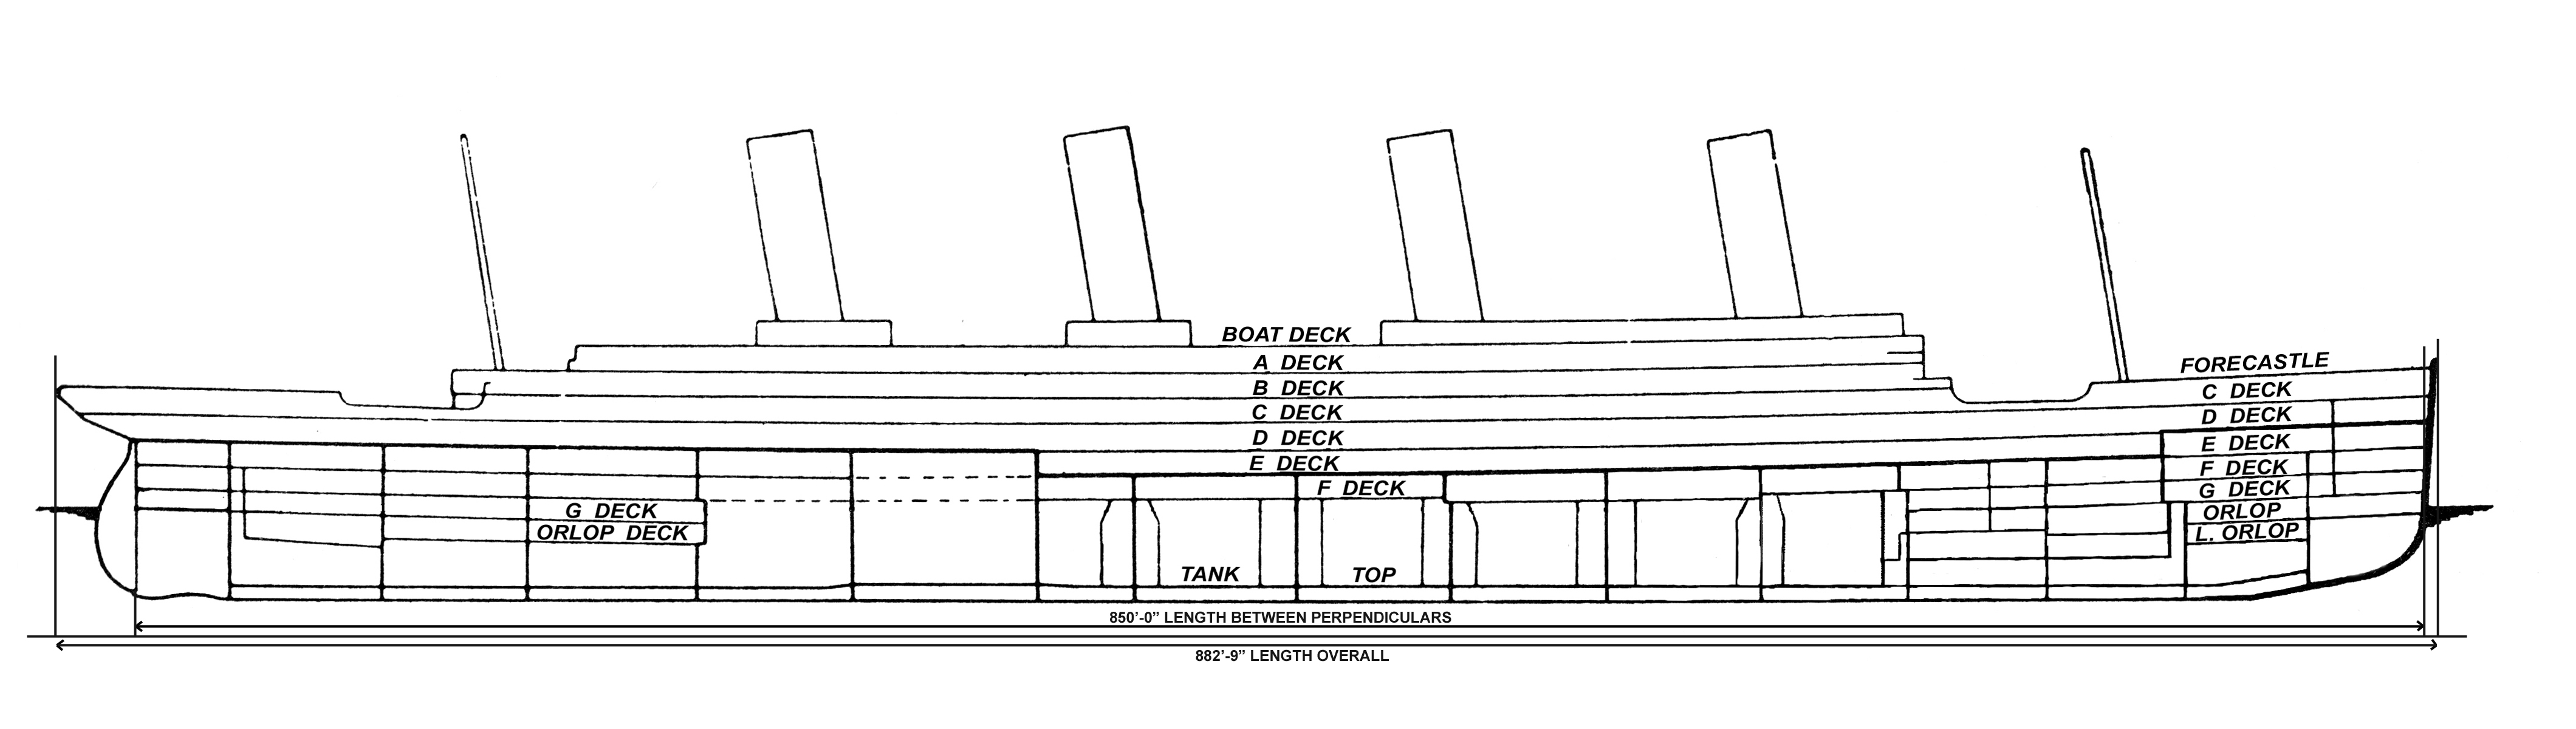 BOAT DECK
A DECK
B DECK
C DECK
D DECK
E DECK
F DECK
G DECK
ORLOP DECK
TANK TOP
FORECASTLE
C DECK
D DECK
E DECK
F DECK
G DECK
ORLOP
L. ORLOP
850’-0” LENGTH BETWEEN PERPENDICULARS
882’-9” LENGTH OVERALL